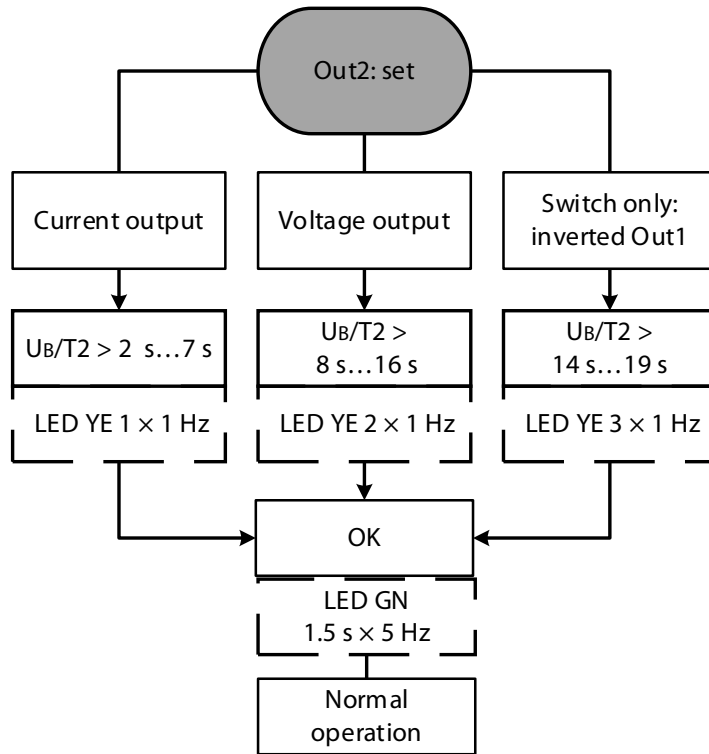 Out2: set
Current output
Voltage output
Switch only:
inverted Out1
UB/T2 > 2 s…7 s
UB/T2 >
8 s…16 s
UB/T2 >
14 s…19 s
LED YE 1 × 1 Hz
LED YE 2 × 1 Hz
LED YE 3 × 1 Hz
OK
LED GN
1.5 s × 5 Hz
Normal
operation